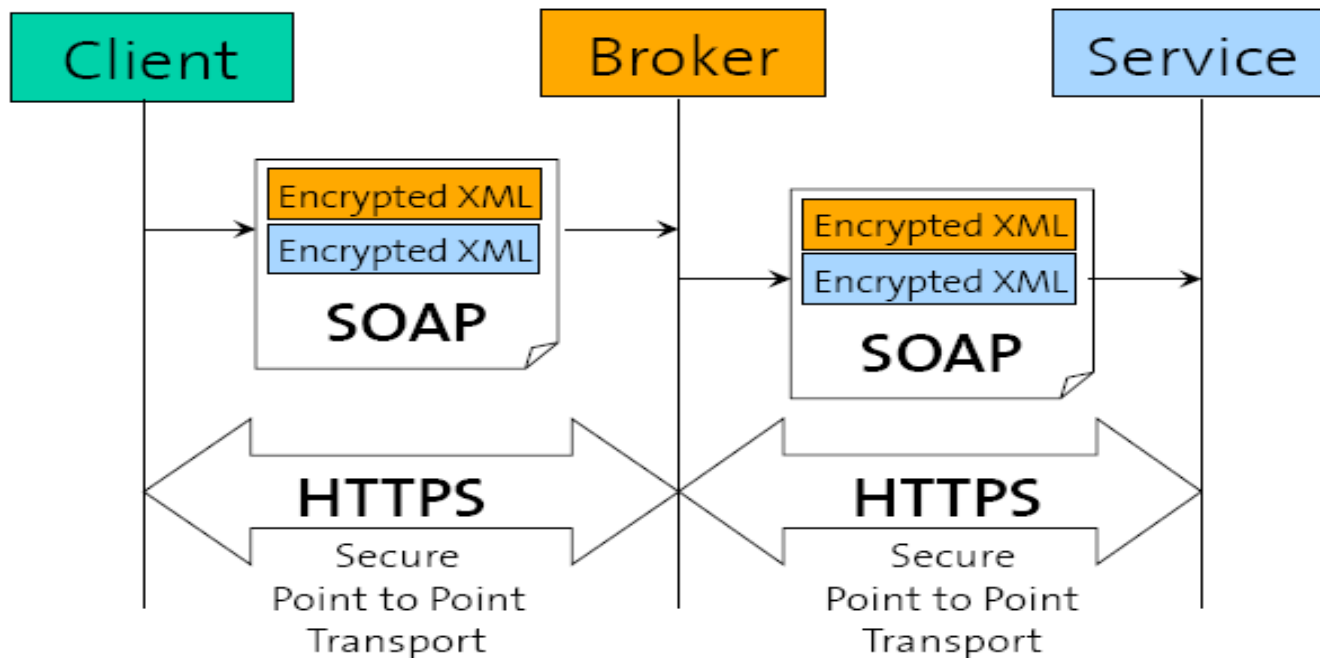 Client
Broker
Service
Encrypted XML
Encrypted XML
SOAP
Encrypted XML
Encrypted XML
SOAP
HTTPS
Secure
Point to Point
Transport
HTTPS
Secure
Point to Point
Transport